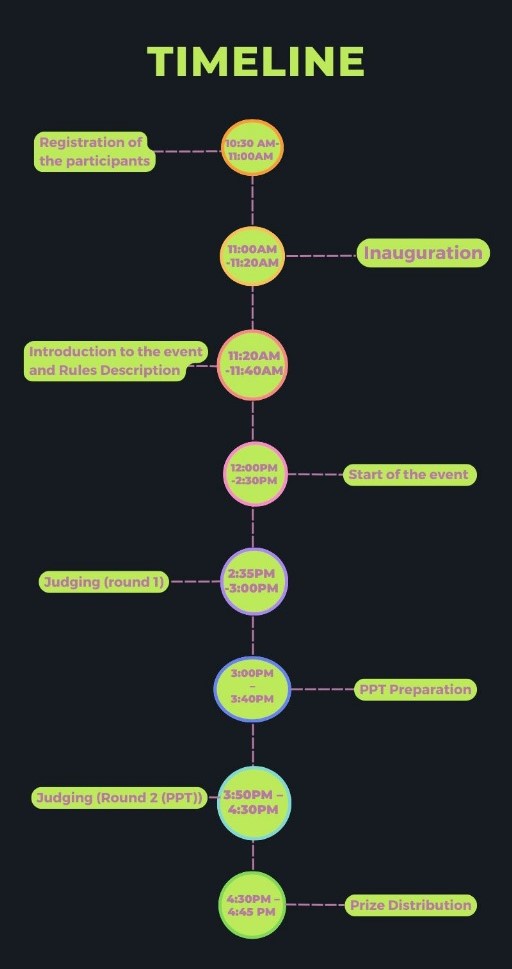 TIMELINE
Registration of
the participants
10:30 AM-
11:00AM
11:00AM
-11:20AM
Inauguration
Introduction to the event
and Rules Description
11:20AM
-11:40AM
12:00PM
-2:30PM
Start of the event
Judging (round 1)
2:35PM
-3:00PM
3:00PM
–
3:40PM
PPT Preparation
Judging (Round 2 (PPT))
3:50PM –
4:30PM
4:30PM –
4:45 PM
Prize Distribution